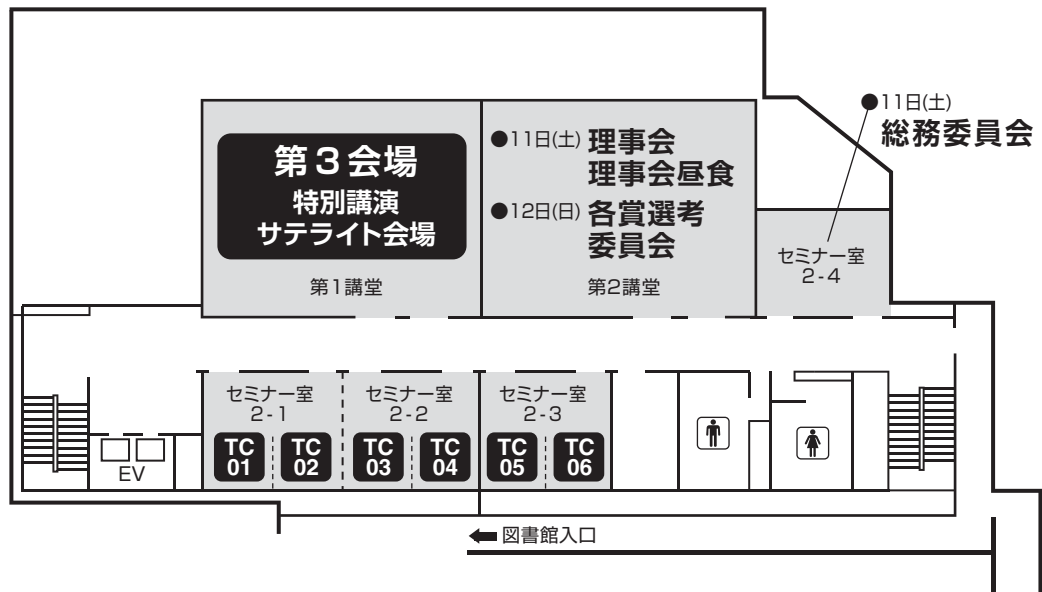 第3会場
特別講演
サテライト会場
第1講堂
●11日(土) 理事会
理事会昼食
●12日(日) 各賞選考
委員会
第2講堂
●11日(土)
総務委員会
セミナー室
2-4
セミナー室
2-1
セミナー室
2-2
セミナー室
2-3
TC
01
TC
02
TC
03
TC
04
TC
05
TC
06
EV
図書館入口